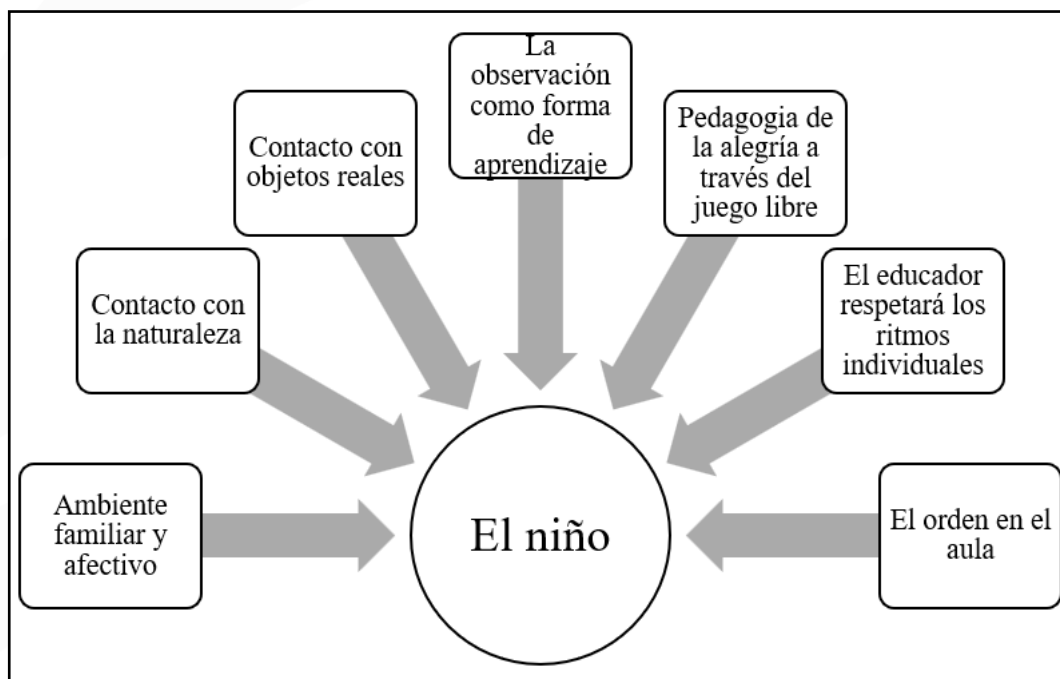 La
observación
como forma
de
aprendizaje
Pedagogia de
la alegría a
través del
juego libre
Contacto con
objetos reales
Contacto con
la naturaleza
El educador
respetará los
ritmos
individuales
Ambiente
familiar y
afectivo
El niño
El orden en el
aula